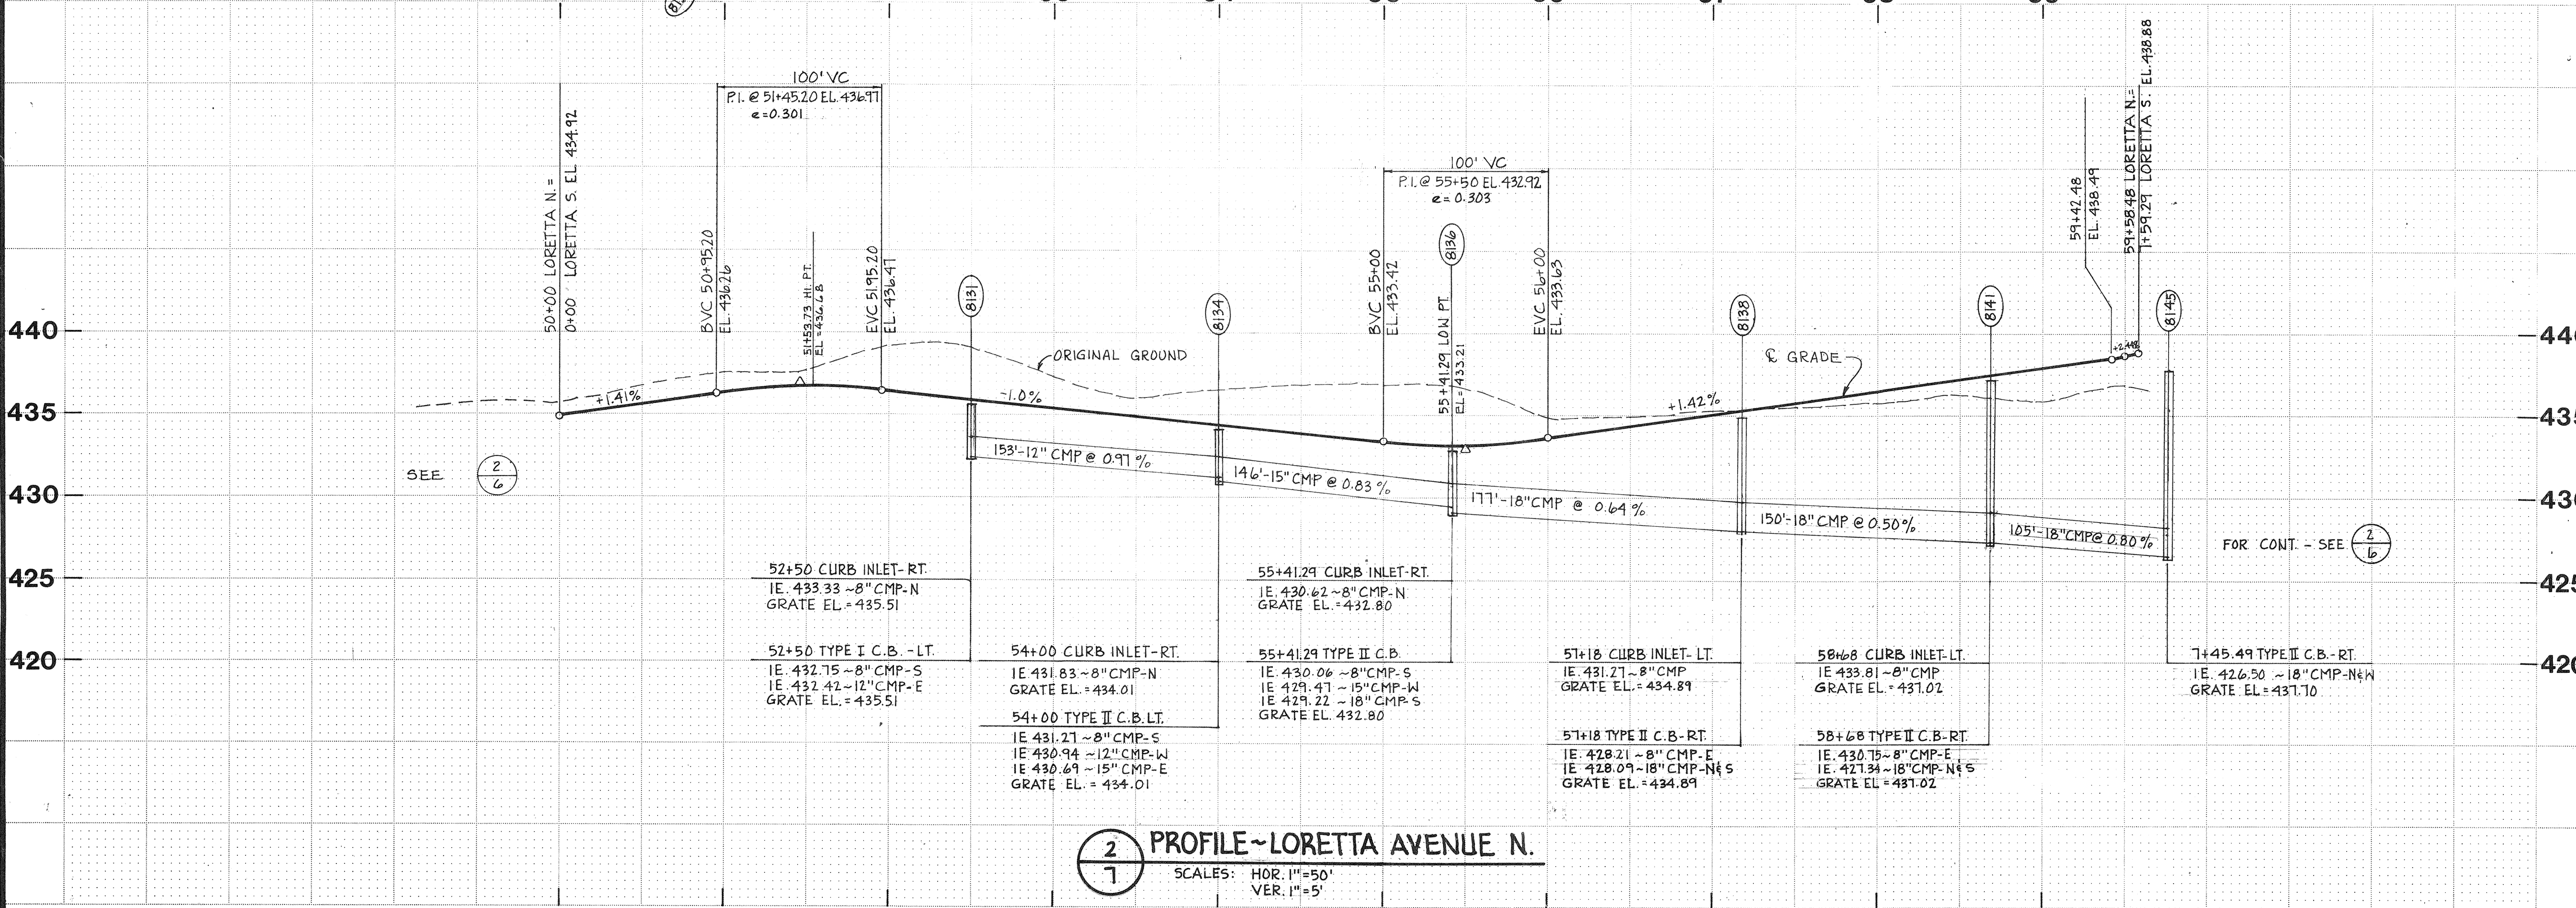 100' VC
P.I. @ 51+45.20 EL. 436.97
e=0.301
50+00 LORETTA N.=
0+00 LORETTA S. EL 434.92
BVC 50+95.20
EL. 436.26
51+53.73 HI. PT.
EL = 436.68
EVC 51+95.20
EL. 436.47
8131
8134
100' VC
P.I. @ 55+50 EL. 432.92
e= 0.303
BVC 55+00
EL. 433.42
8136
55+41.29 LOW PT.
EL = 433.21
EVC 56+00
EL. 433.63
8138
8141
59+42.48
EL. 438.49
59+58.48 LORETTA N.=
7+59.29 LORETTA S. EL. 438.88
8145
440
ORIGINAL GROUND
℄ GRADE
+1.41%
-1.0%
+1.42%
435
SEE 2
6
430
153'-12" CMP @ 0.97 %
146'-15" CMP @ 0.83 %
177'-18" CMP @ 0.64 %
150'-18" CMP @ 0.50%
105'-18" CMP @ 0.80 %
FOR CONT. - SEE 2
6
425
52+50 CURB INLET-RT.
IE. 433.33 ~8" CMP-N
GRATE EL. = 435.51
55+41.29 CURB INLET-RT.
IE. 430.62 ~8" CMP-N
GRATE EL. = 432.80
420
420
52+50 TYPE I C.B. -LT.
IE. 432.75 ~8" CMP-S
IE. 432.42 ~12" CMP-E
GRATE EL. = 435.51
54+00 CURB INLET-RT.
IE 431.83 ~8" CMP-N
GRATE EL. = 434.01
54+00 TYPE II C.B. LT.
IE 431.27 ~8" CMP-S
IE 430.94 ~12" CMP-W
IE 430.69 ~15" CMP-E
GRATE EL. = 434.01
55+41.29 TYPE II C.B.
IE. 430.06 ~8" CMP-S
IE 429.47 ~15" CMP-W
IE 429.22 ~18" CMP-S
GRATE EL. 432.80
57+18 CURB INLET- LT.
IE 431.27 ~8" CMP
GRATE EL. = 434.89
57+18 TYPE II C.B-RT.
IE. 428.21 ~8" CMP-E
IE 428.09 ~18" CMP-N&S
GRATE EL. = 434.89
58+68 CURB INLET-LT.
IE 433.81 ~8" CMP
GRATE EL. = 437.02
58+68 TYPE II C.B-RT.
IE. 430.75 ~8" CMP-E
IE. 427.34 ~18" CMP-N&S
GRATE EL = 437.02
7+45.49 TYPE II C.B.-RT.
IE. 426.50 ~18" CMP-N&W
GRATE EL = 437.70
2
7
PROFILE~LORETTA AVENUE N.
SCALES: HOR. 1"=50'
VER. 1"=5'